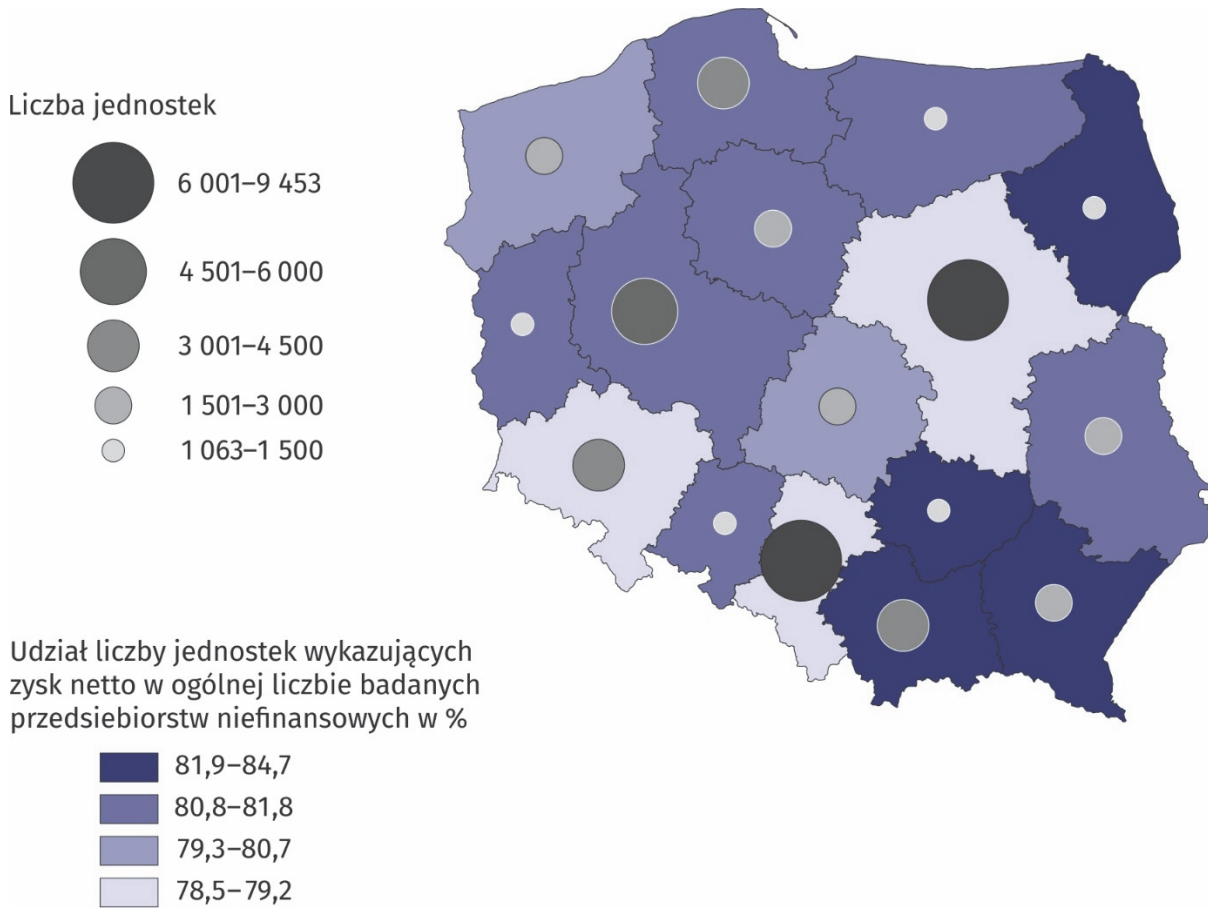 Liczba jednostek
6 001–9 453
4 501–6 000
3 001–4 500
1 501–3 000
1 063–1 500
Udział liczby jednostek wykazujących
zysk netto w ogólnej liczbie badanych
przedsiebiorstw niefinansowych w %
81,9–84,7
80,8–81,8
79,3–80,7
78,5–79,2